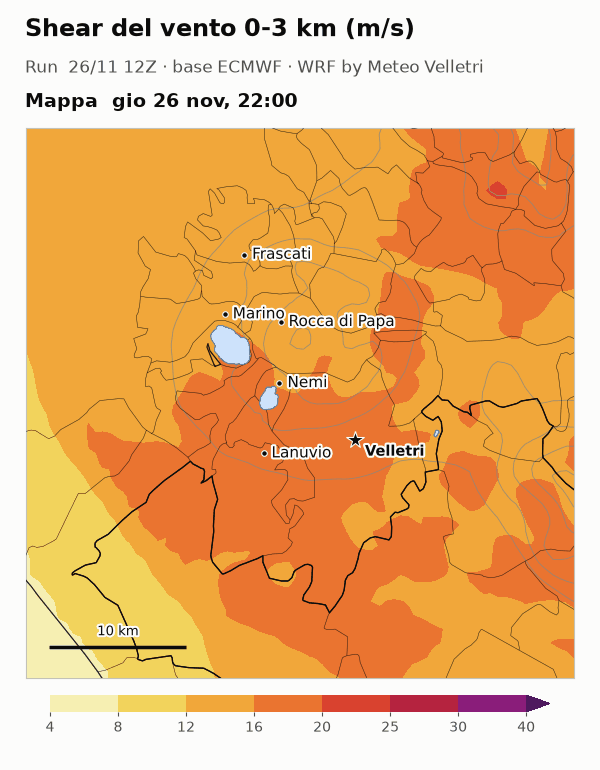 Shear del vento 0-3 km (m/s)
Run 26/11 12Z · base ECMWF · WRF by Meteo Velletri
Mappa gio 26 nov, 22:00
Frascati
Marino
Rocca di Papa
Nemi
Velletri
Lanuvio
10 km
4 8 12 16 20 25 30 40